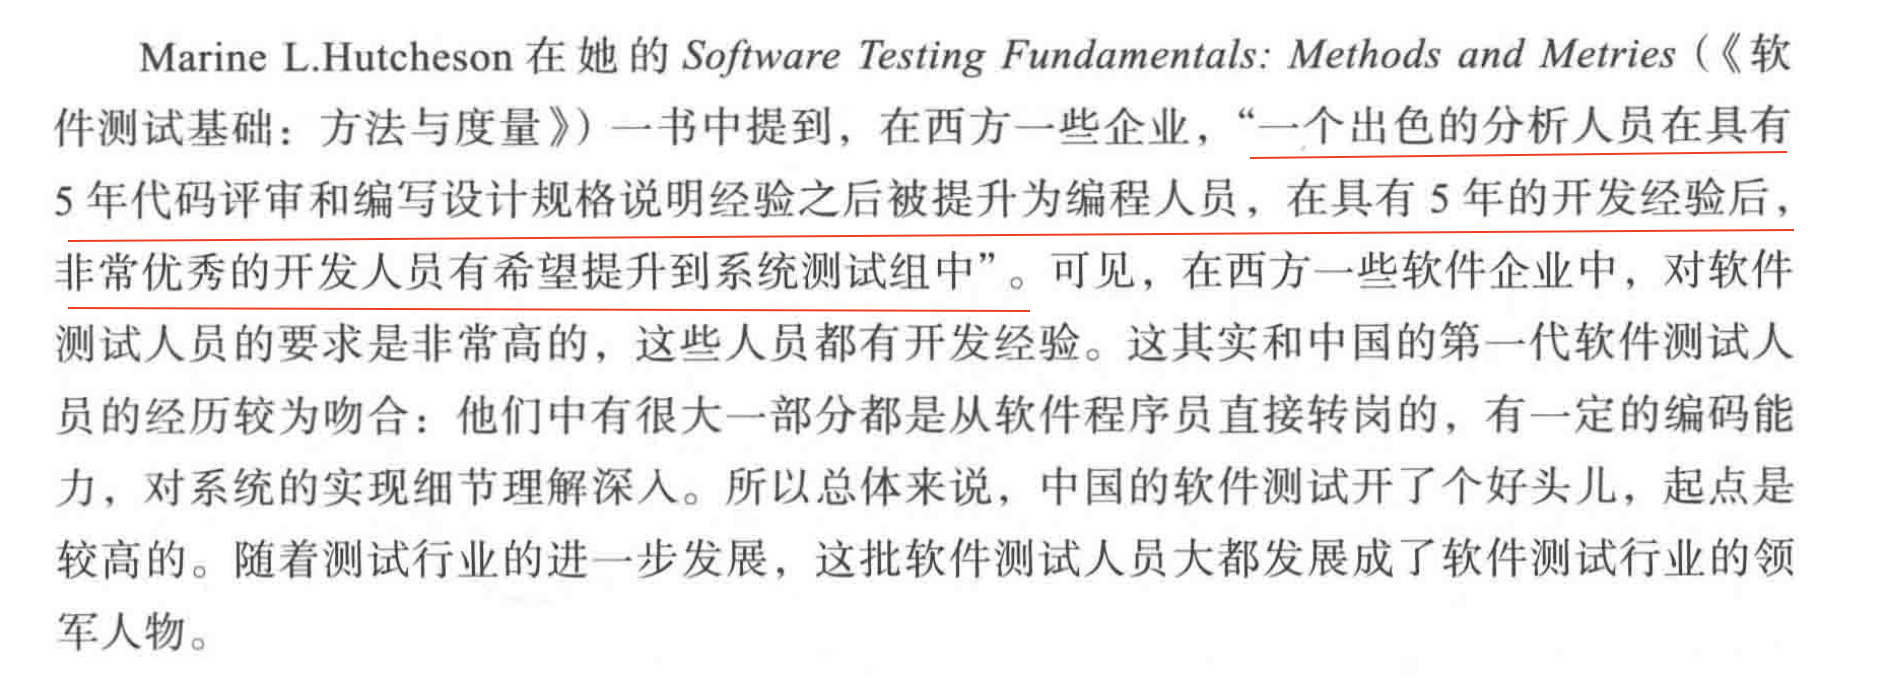 Marine L.Hutcheson 在她的 Software Testing Fundamentals: Methods and Metries（《软
件测试基础：方法与度量》）一书中提到，在西方一些企业，“一个出色的分析人员在具有
5 年代码评审和编写设计规格说明经验之后被提升为编程人员，在具有 5 年的开发经验后，
非常优秀的开发人员有希望提升到系统测试组中”。可见，在西方一些软件企业中，对软件
测试人员的要求是非常高的，这些人员都有开发经验。这其实和中国的第一代软件测试人
员的经历较为吻合：他们中有很大一部分都是从软件程序员直接转岗的，有一定的编码能
力，对系统的实现细节理解深入。所以总体来说，中国的软件测试开了个好头儿，起点是
较高的。随着测试行业的进一步发展，这批软件测试人员大都发展成了软件测试行业的领
军人物。